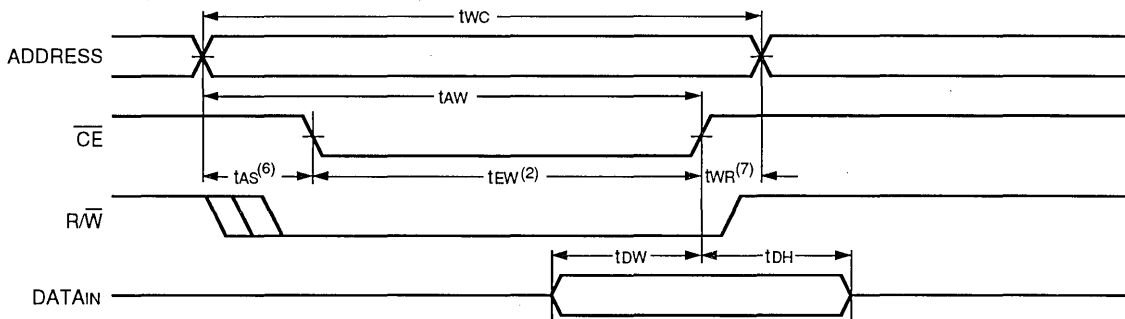 tWC
ADDRESS
tAW
CE
tAS(6) tEW(2) tWR(7)
R/W
tDW tDH
DATAIN